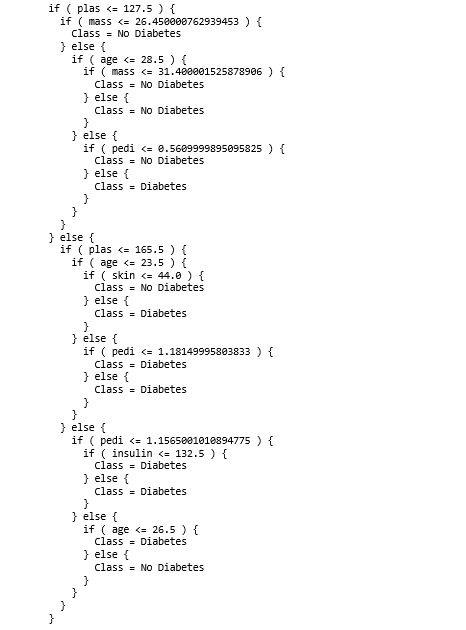 if ( plas <= 127.5 ) {
if ( mass <= 26.450000762939453 ) {
Class = No Diabetes
} else {
if ( age <= 28.5 ) {
if ( mass <= 31.400001525878906 ) {
Class = No Diabetes
} else {
Class = No Diabetes
}
} else {
if ( pedi <= 0.5609999895095825 ) {
Class = No Diabetes
} else {
Class = Diabetes
}
}
}
} else {
if ( plas <= 165.5 ) {
if ( age <= 23.5 ) {
if ( skin <= 44.0 ) {
Class = No Diabetes
} else {
Class = Diabetes
}
} else {
if ( pedi <= 1.18149995803833 ) {
Class = Diabetes
} else {
Class = Diabetes
}
}
} else {
if ( pedi <= 1.1565001010894775 ) {
if ( insulin <= 132.5 ) {
Class = Diabetes
} else {
Class = Diabetes
}
} else {
if ( age <= 26.5 ) {
Class = Diabetes
} else {
Class = No Diabetes
}
}
}
}